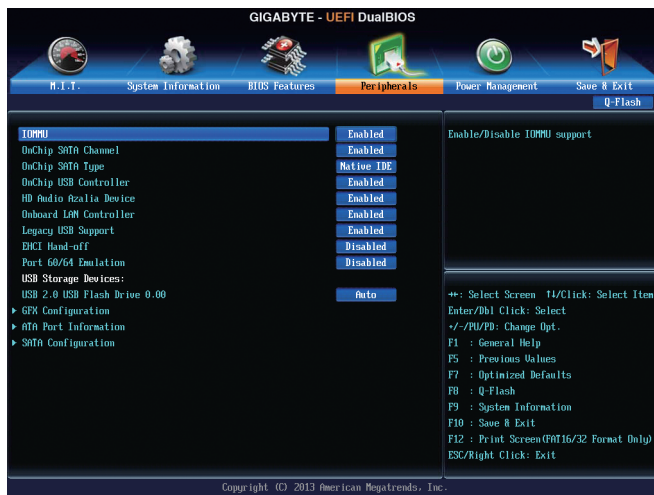 GIGABYTE - UEFI DualBIOS
M.I.T. System Information BIOS Features Peripherals Power Management Save & Exit
Q-Flash
IOMMU Enabled
OnChip SATA Channel Enabled
OnChip SATA Type Native IDE
OnChip USB Controller Enabled
HD Audio Azalia Device Enabled
Onboard LAN Controller Enabled
Legacy USB Support Enabled
EHCI Hand-off Disabled
Port 60/64 Emulation Disabled
USB Storage Devices:
USB 2.0 USB Flash Drive 0.00 Auto
GFX Configuration
ATA Port Information
SATA Configuration
Enable/Disable IOMMU support
→←: Select Screen ↑↓/Click: Select Item
Enter/Dbl Click: Select
+/-/PU/PD: Change Opt.
F1 : General Help
F5 : Previous Values
F7 : Optimized Defaults
F8 : Q-Flash
F9 : System Information
F10 : Save & Exit
F12 : Print Screen(FAT16/32 Format Only)
ESC/Right Click: Exit
Copyright (C) 2013 American Megatrends, Inc.